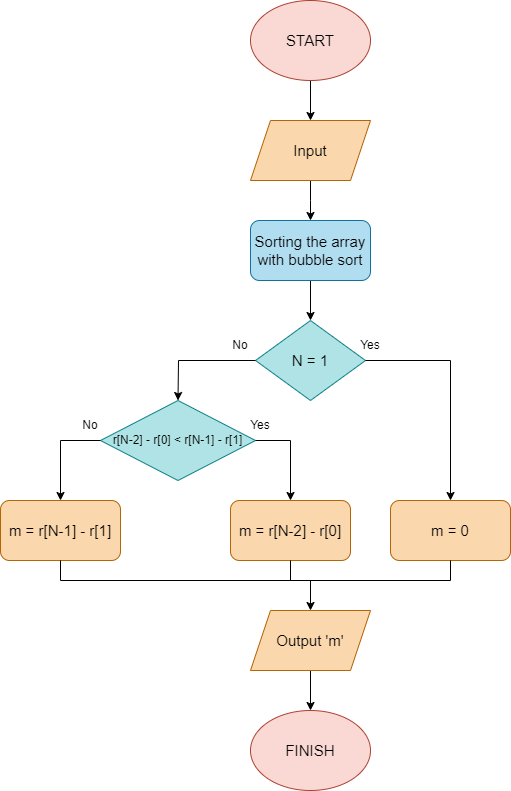 START
Input
Sorting the array
with bubble sort
No
N = 1
Yes
No
r[N-2] - r[0] < r[N-1] - r[1]
Yes
m = r[N-1] - r[1]
m = r[N-2] - r[0]
m = 0
Output 'm'
FINISH